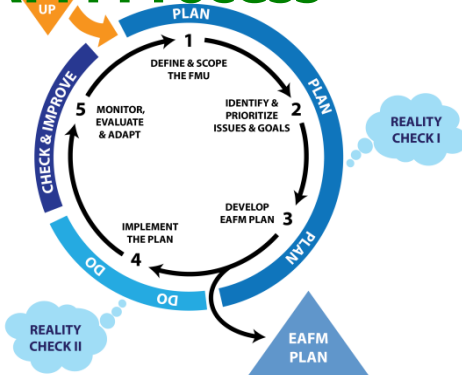 UP
PLAN
1
DEFINE & SCOPE
THE FMU
PLAN
IDENTIFY &
PRIORITIZE
ISSUES & GOALS
2
REALITY
CHECK I
DEVELOP
EAFM PLAN
3
PLAN
IMPLEMENT
THE PLAN
4
DO
DO
5
MONITOR,
EVALUATE
& ADAPT
CHECK & IMPROVE
REALITY
CHECK II
EAFM
PLAN